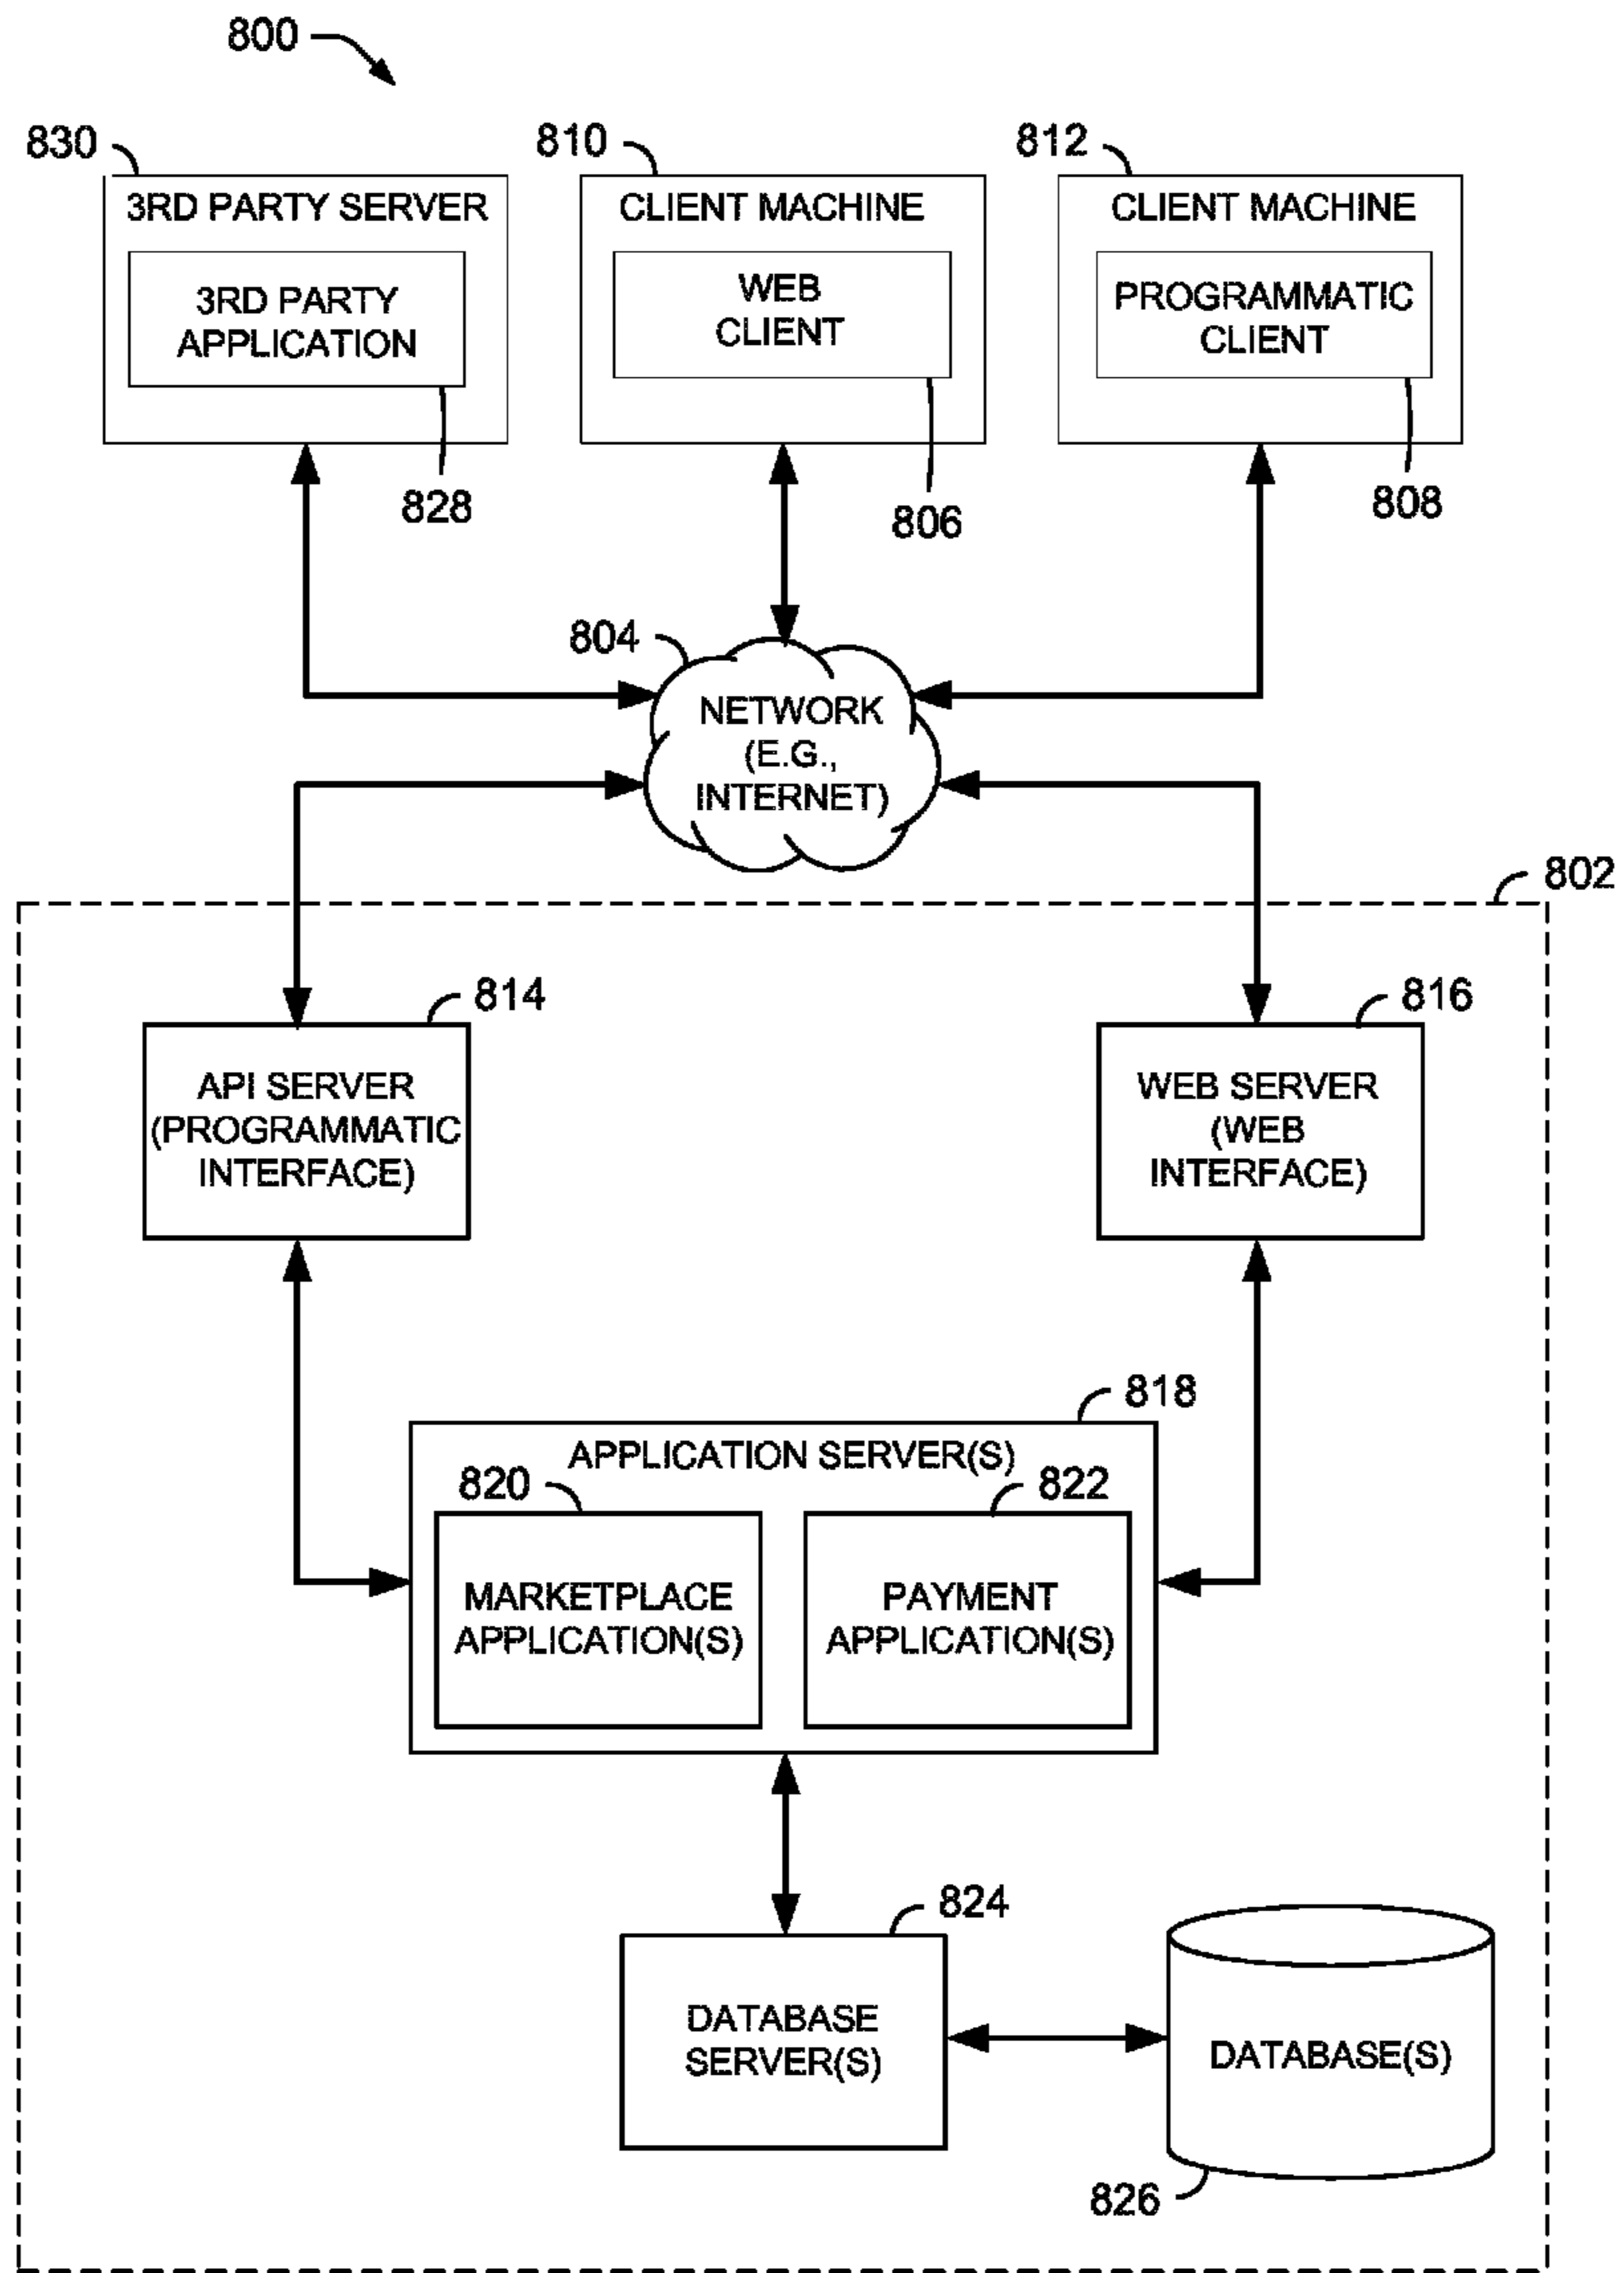 800
830
810
812
3RD PARTY SERVER
CLIENT MACHINE
CLIENT MACHINE
3RD PARTY
APPLICATION
WEB
CLIENT
PROGRAMMATIC
CLIENT
828
806
808
804
NETWORK
(E.G.,
INTERNET)
802
814
816
API SERVER
(PROGRAMMATIC
INTERFACE)
WEB SERVER
(WEB
INTERFACE)
818
APPLICATION SERVER(S)
820
822
MARKETPLACE
APPLICATION(S)
PAYMENT
APPLICATION(S)
824
DATABASE
SERVER(S)
DATABASE(S)
826